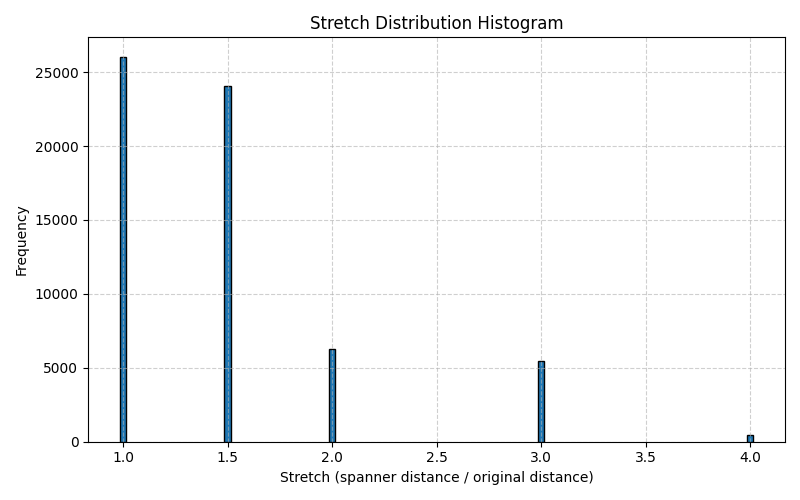 Stretch Distribution Histogram
Frequency
25000
20000
15000
10000
5000
0
1.0 1.5 2.0 2.5 3.0 3.5 4.0
Stretch (spanner distance / original distance)